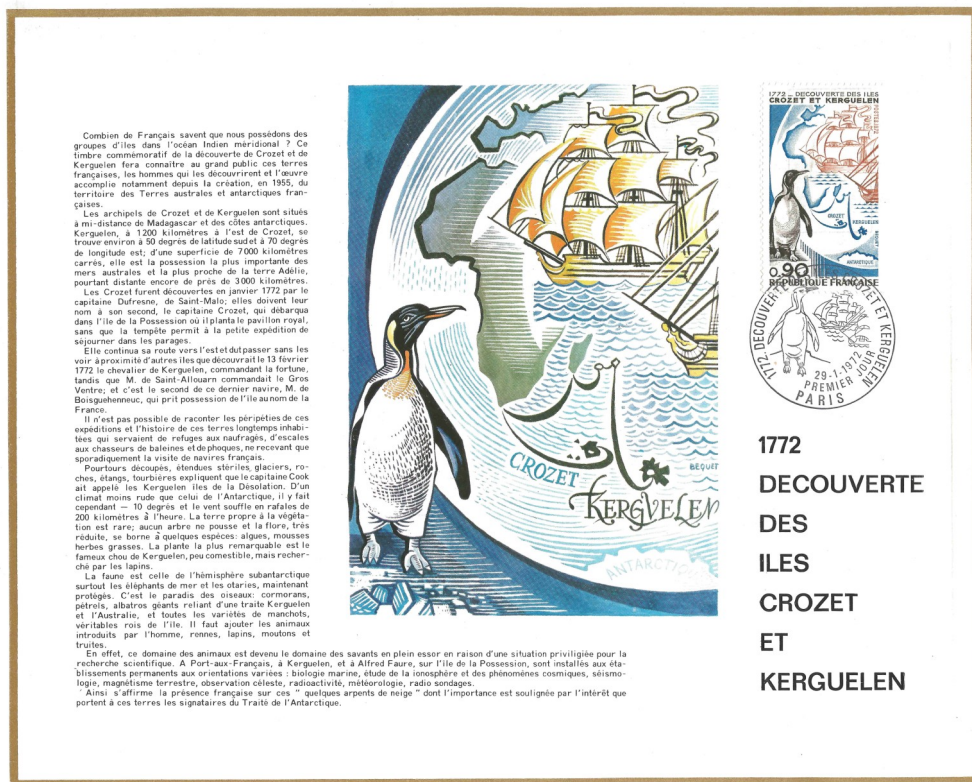 Combien de Français savent que nous possédons des
groupes d'îles dans l'océan Indien méridional ? Ce
timbre commémoratif de la découverte de Crozet et de
Kerguelen fera connaître au grand public ces terres
françaises, les hommes qui les découvrirent et l'œuvre
accomplie notamment depuis la création, en 1955, du
territoire des Terres australes et antarctiques fran-
çaises.
Les archipels de Crozet et de Kerguelen sont situés
à mi-distance de Madagascar et des côtes antarctiques.
Kerguelen, à 1 200 kilomètres à l'est de Crozet, se
trouve environ à 50 degrés de latitude sud et à 70 degrés
de longitude est; d'une superficie de 7 000 kilomètres
carrés, elle est la possession la plus importante des
mers australes et la plus proche de la terre Adélie,
pourtant distante encore de près de 3 000 kilomètres.
Les Crozet furent découvertes en janvier 1772 par le
capitaine Dufresne, de Saint-Malo; elles doivent leur
nom à son second, le capitaine Crozet, qui débarqua
dans l'île de la Possession où il planta le pavillon royal,
sans que la tempête permit à la petite expédition de
séjourner dans les parages.
Elle continua sa route vers l'est et dut passer sans les
voir à proximité d'autres îles que découvrait le 13 février
1772 le chevalier de Kerguelen, commandant la fortune,
tandis que M. de Saint-Allouarn commandait le Gros
Ventre; et c'est le second de ce dernier navire, M. de
Boisguehenneuc, qui prit possession de l'île au nom de la
France.
Il n'est pas possible de raconter les péripéties de ces
expéditions et l'histoire de ces terres longtemps inhabi-
tées qui servaient de refuges aux naufragés, d'escales
aux chasseurs de baleines et de phoques, ne recevant que
sporadiquement la visite de navires français.
Pourtours découpés, étendues stériles, glaciers, ro-
ches, étangs, tourbières expliquent que le capitaine Cook
ait appelé les Kerguelen îles de la Désolation. D'un
climat moins rude que celui de l'Antarctique, il y fait
cependant — 10 degrés et le vent souffle en rafales de
200 kilomètres à l'heure. La terre propre à la végéta-
tion est rare; aucun arbre ne pousse et la flore, très
réduite, se borne à quelques espèces: algues, mousses
herbes grasses. La plante la plus remarquable est le
fameux chou de Kerguelen, peu comestible, mais recher-
ché par les lapins.
La faune est celle de l'hémisphère subantarctique
surtout les éléphants de mer et les otaries, maintenant
protégés. C'est le paradis des oiseaux: cormorans,
pétrels, albatros géants reliant d'une traite Kerguelen
et l'Australie, et toutes les variétés de manchots,
véritables rois de l'île. Il faut ajouter les animaux
introduits par l'homme, rennes, lapins, moutons et
truites.
En effet, ce domaine des animaux est devenu le domaine des savants en plein essor en raison d'une situation priviligiée pour la
recherche scientifique. A Port-aux-Français, à Kerguelen, et à Alfred Faure, sur l'île de la Possession, sont installés aux éta-
blissements permanents aux orientations variées : biologie marine, étude de la ionosphère et des phénomènes cosmiques, séismo-
logie, magnétisme terrestre, observation céleste, radioactivité, météorologie, radio sondages.
Ainsi s'affirme la présence française sur ces " quelques arpents de neige " dont l'importance est soulignée par l'intérêt que
portent à ces terres les signataires du Traité de l'Antarctique.
CROZET
BEQUET
KERGVELEN
ANTARCTIQUE
1772 _ DECOUVERTE DES ILES
CROZET ET KERGUELEN
POSTES
CROZET
KERGUELEN
BEQUET
ANTARCTIQUE
0,90
REPUBLIQUE FRANÇAISE
1772 DECOUVERTE DES ILES CROZET ET KERGUELEN
29-1-1972
PREMIER JOUR
PARIS
1772
DECOUVERTE
DES
ILES
CROZET
ET
KERGUELEN